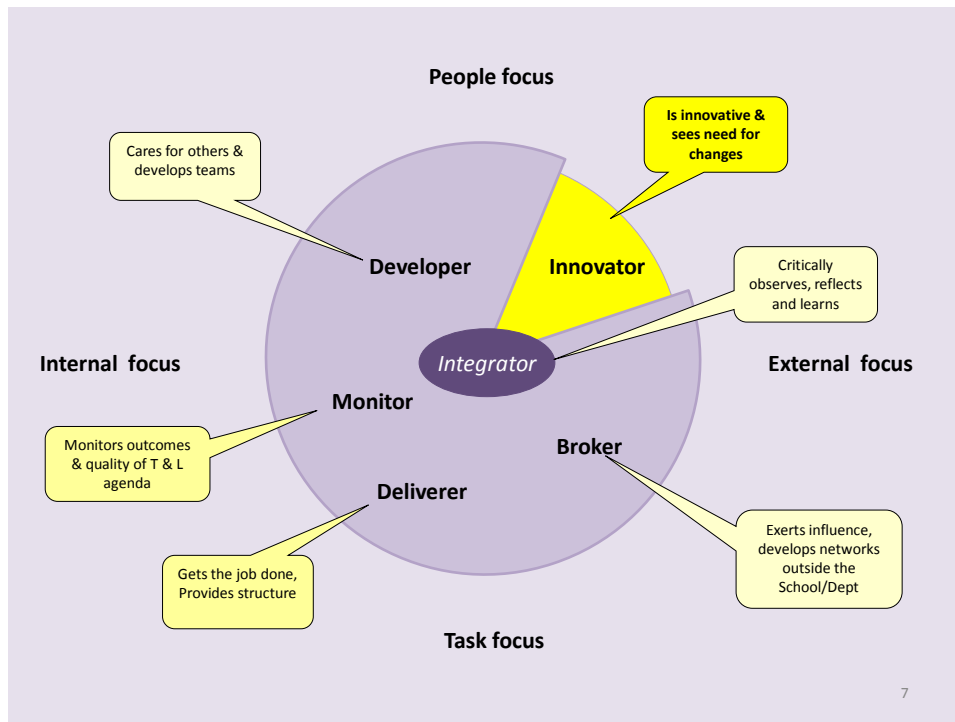 People focus
Is innovative &
sees need for
changes
Cares for others &
develops teams
Developer
Innovator
Critically
observes, reflects
and learns
Internal focus
Integrator
External focus
Monitor
Monitors outcomes
& quality of T & L
agenda
Broker
Deliverer
Exerts influence,
develops networks
outside the
School/Dept
Gets the job done,
Provides structure
Task focus
7